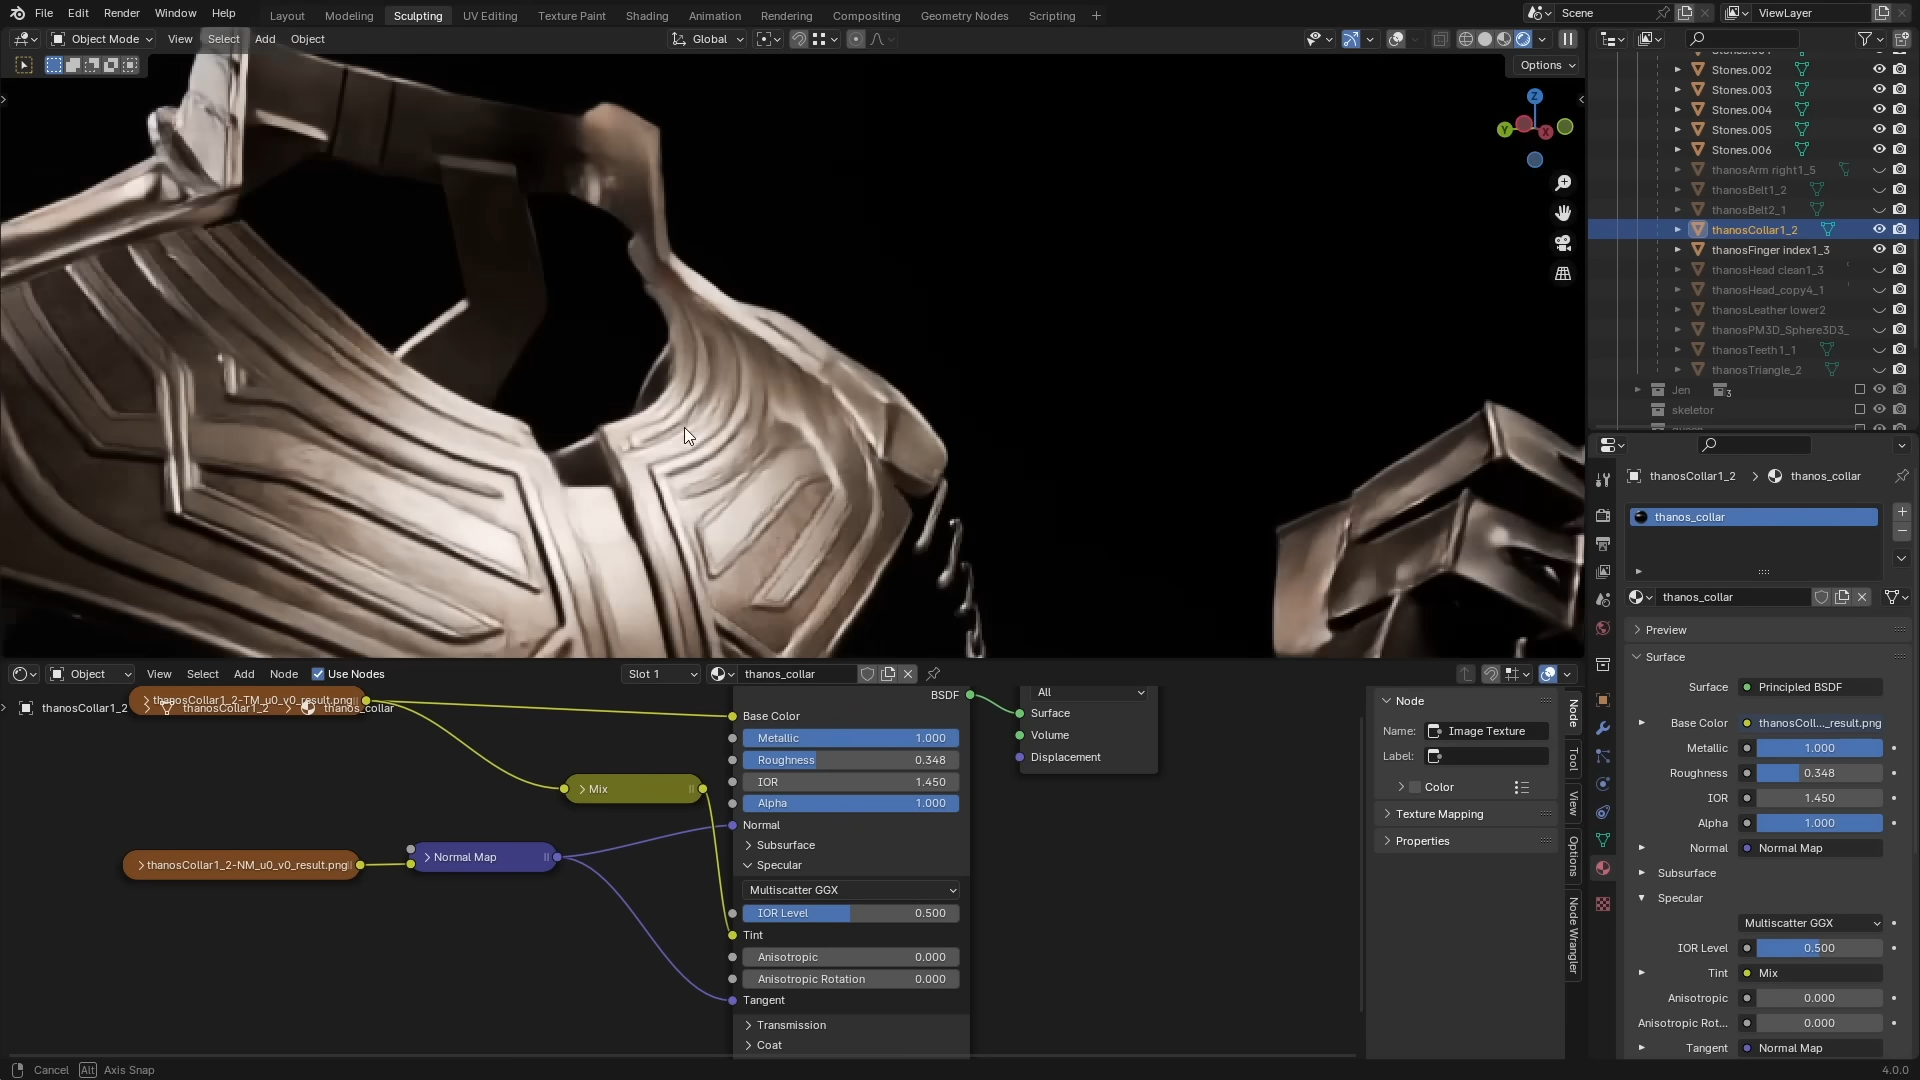 File Edit Render Window Help Layout Modeling Sculpting UV Editing Texture Paint Shading Animation Rendering Compositing Geometry Nodes Scripting + Scene ViewLayer
Object Mode View Select Add Object Global
Options
Z
Y X
Stones.002
Stones.003
Stones.004
Stones.005
Stones.006
thanosArm right1_5
thanosBelt1_2
thanosBelt2_1
thanosCollar1_2
thanosFinger index1_3
thanosHead clean1_3
thanosHead_copy4_1
thanosLeather lower2
thanosPM3D_Sphere3D3_
thanosTeeth1_1
thanosTriangle_2
Jen 3
skeletor
thanosCollar1_2 > thanos_collar
thanos_collar
thanos_collar
Preview
Surface
Surface Principled BSDF
Base Color thanosColl..._result.png
Metallic 1.000
Roughness 0.348
IOR 1.450
Alpha 1.000
Normal Normal Map
Subsurface
Specular
Multiscatter GGX
IOR Level 0.500
Tint Mix
Anisotropic 0.000
Anisotropic Rot... 0.000
Tangent Normal Map
Object View Select Add Node Use Nodes Slot 1 thanos_collar
thanosCollar1_2-TM_u0_v0_result.png
thanosCollar1_2 > thanosCollar1_2 > thanos_collar
Mix
thanosCollar1_2-NM_u0_v0_result.png
Normal Map
BSDF
Base Color
Metallic 1.000
Roughness 0.348
IOR 1.450
Alpha 1.000
Normal
Subsurface
Specular
Multiscatter GGX
IOR Level 0.500
Tint
Anisotropic 0.000
Anisotropic Rotation 0.000
Tangent
Transmission
Coat
All
Surface
Volume
Displacement
Node
Name: Image Texture
Label:
Color
Texture Mapping
Properties
Node
Tool
View
Options
Node Wrangler
Cancel Alt Axis Snap 4.0.0